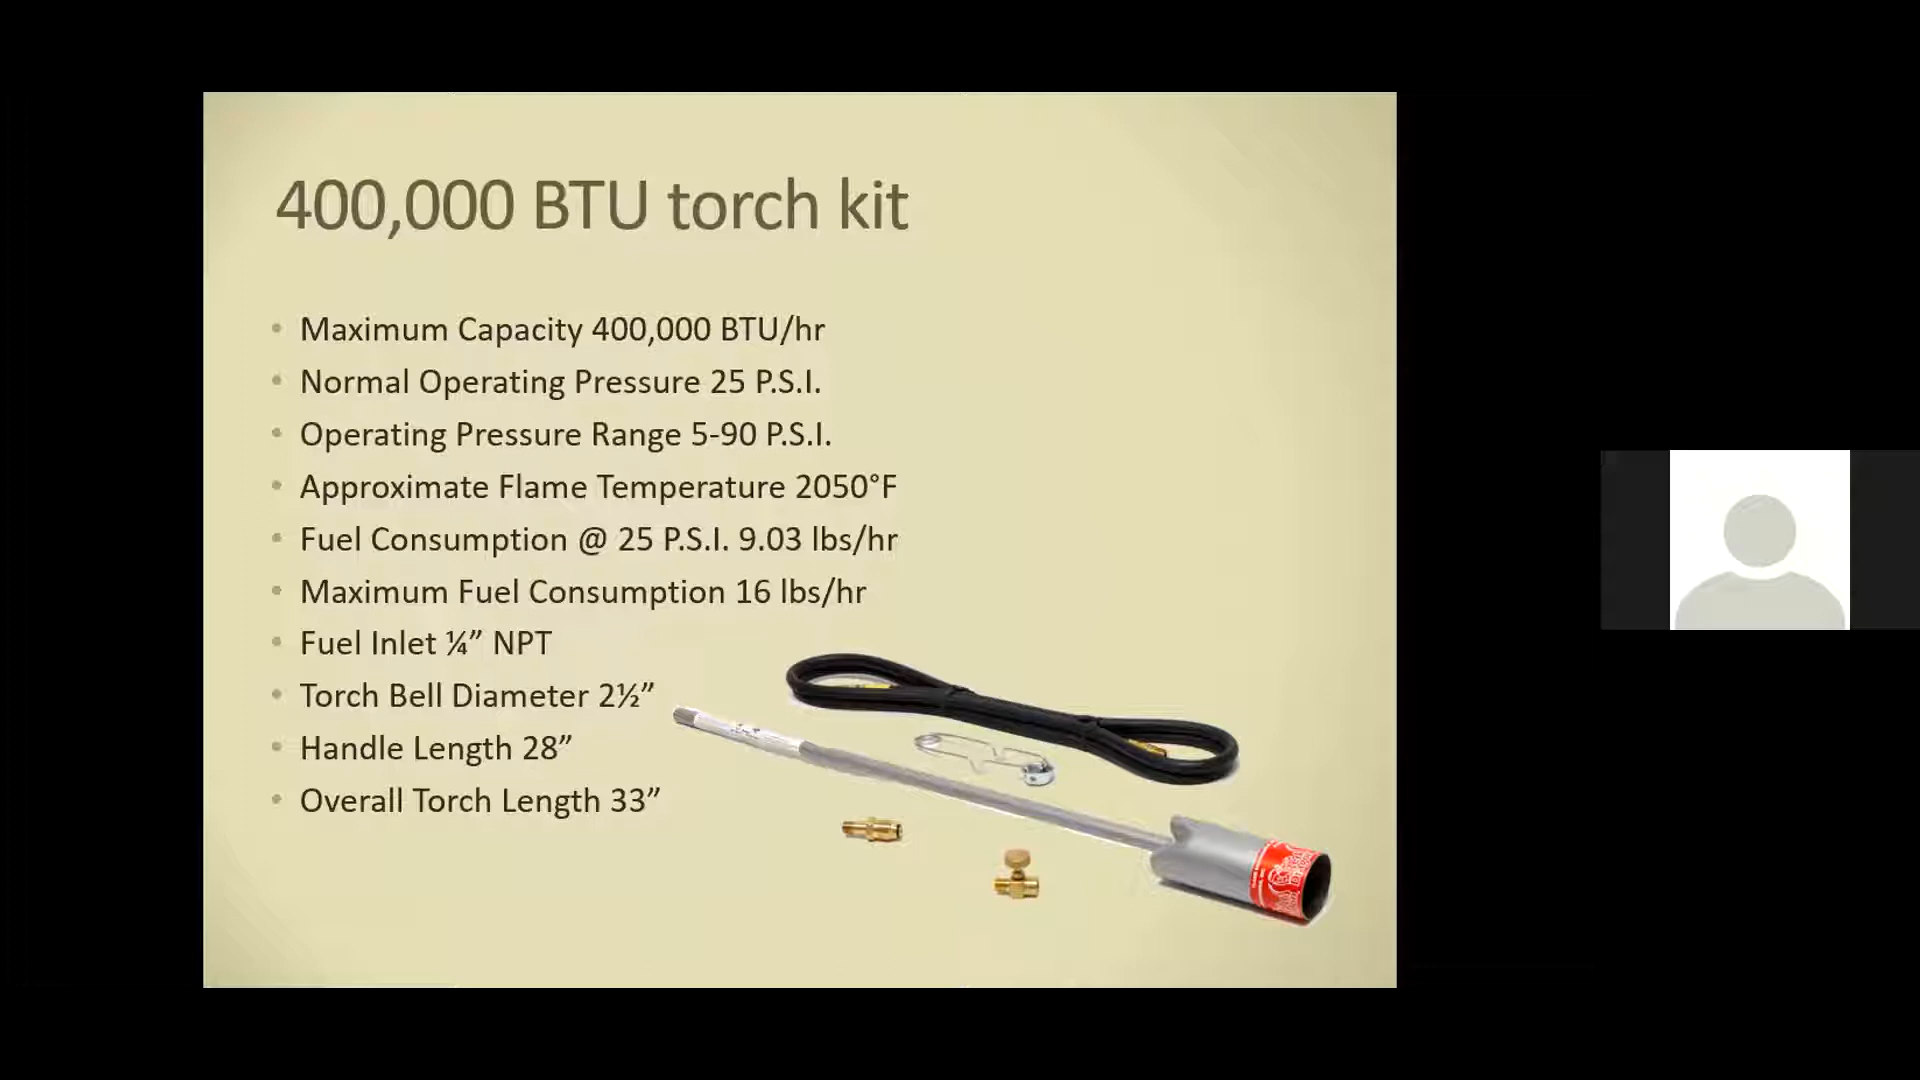 400,000 BTU torch kit
• Maximum Capacity 400,000 BTU/hr
• Normal Operating Pressure 25 P.S.I.
• Operating Pressure Range 5-90 P.S.I.
• Approximate Flame Temperature 2050°F
• Fuel Consumption @ 25 P.S.I. 9.03 lbs/hr
• Maximum Fuel Consumption 16 lbs/hr
• Fuel Inlet ¼” NPT
• Torch Bell Diameter 2½”
• Handle Length 28”
• Overall Torch Length 33”